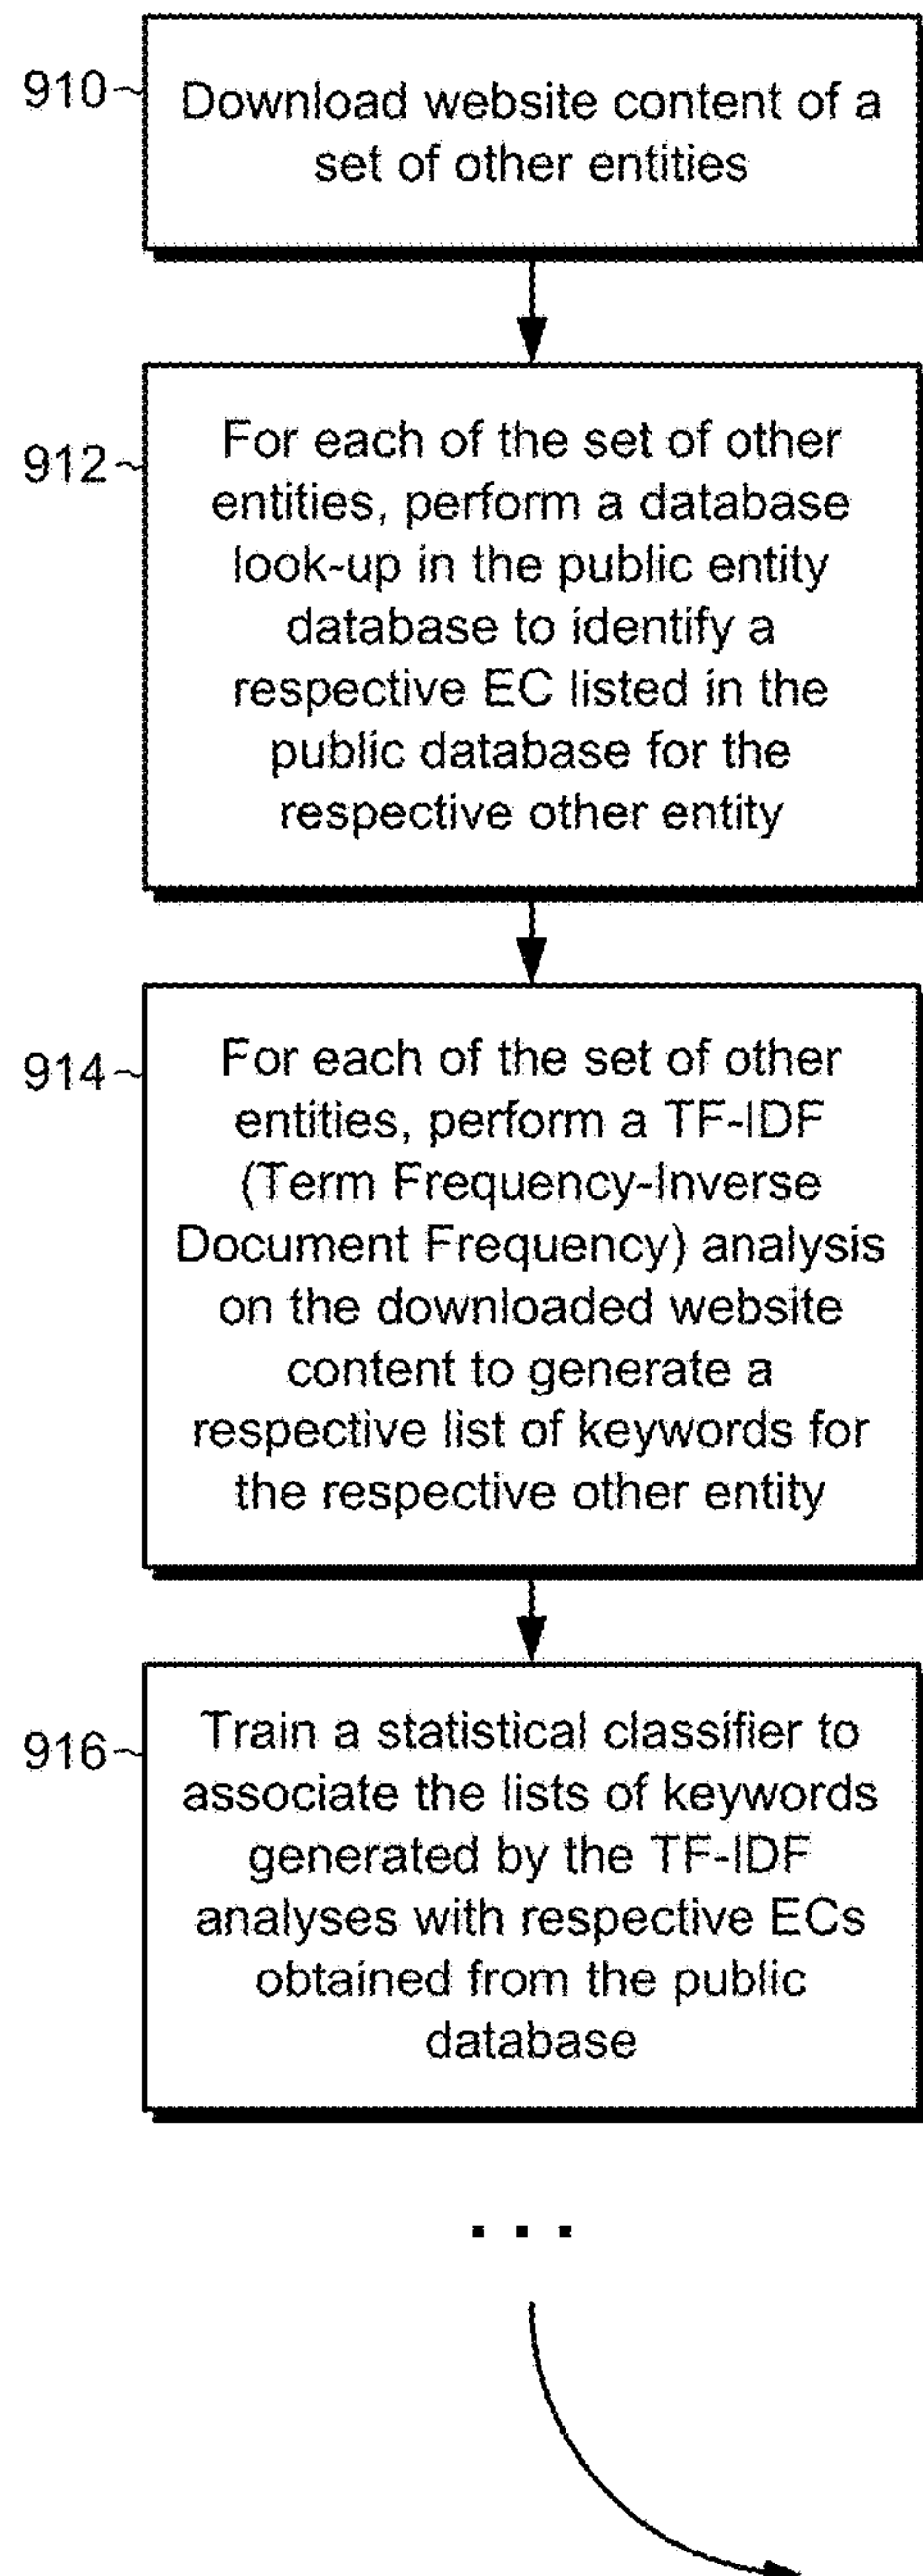 910
Download website content of a
set of other entities
912
For each of the set of other
entities, perform a database
look-up in the public entity
database to identify a
respective EC listed in the
public database for the
respective other entity
914
For each of the set of other
entities, perform a TF-IDF
(Term Frequency-Inverse
Document Frequency) analysis
on the downloaded website
content to generate a
respective list of keywords for
the respective other entity
916
Train a statistical classifier to
associate the lists of keywords
generated by the TF-IDF
analyses with respective ECs
obtained from the public
database
. . .